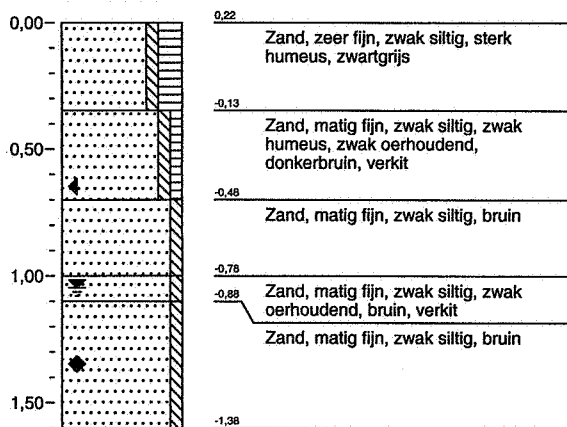 0,00
0,22
Zand, zeer fijn, zwak siltig, sterk
humeus, zwartgrijs
-0,13
Zand, matig fijn, zwak siltig, zwak
humeus, zwak oerhoudend,
donkerbruin, verkit
0,50
-0,48
Zand, matig fijn, zwak siltig, bruin
1,00
-0,78
Zand, matig fijn, zwak siltig, zwak
oerhoudend, bruin, verkit
-0,88
Zand, matig fijn, zwak siltig, bruin
1,50
-1,38